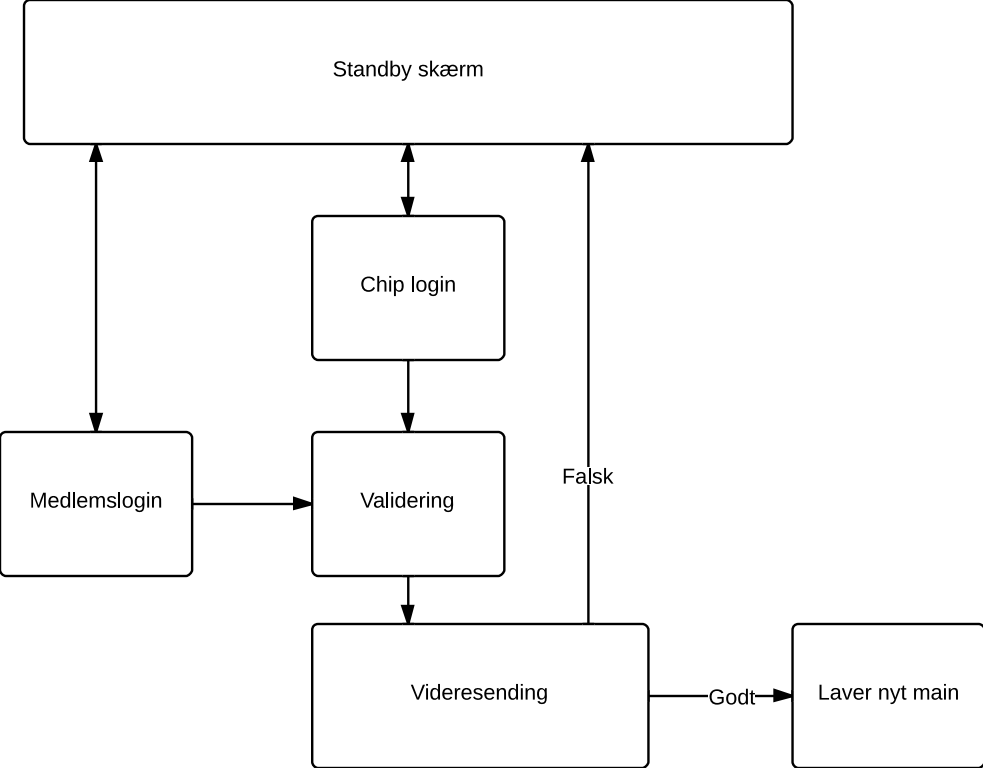 Standby skærm
Chip login
Falsk
Medlemslogin
Validering
Videresending
Godt
Laver nyt main